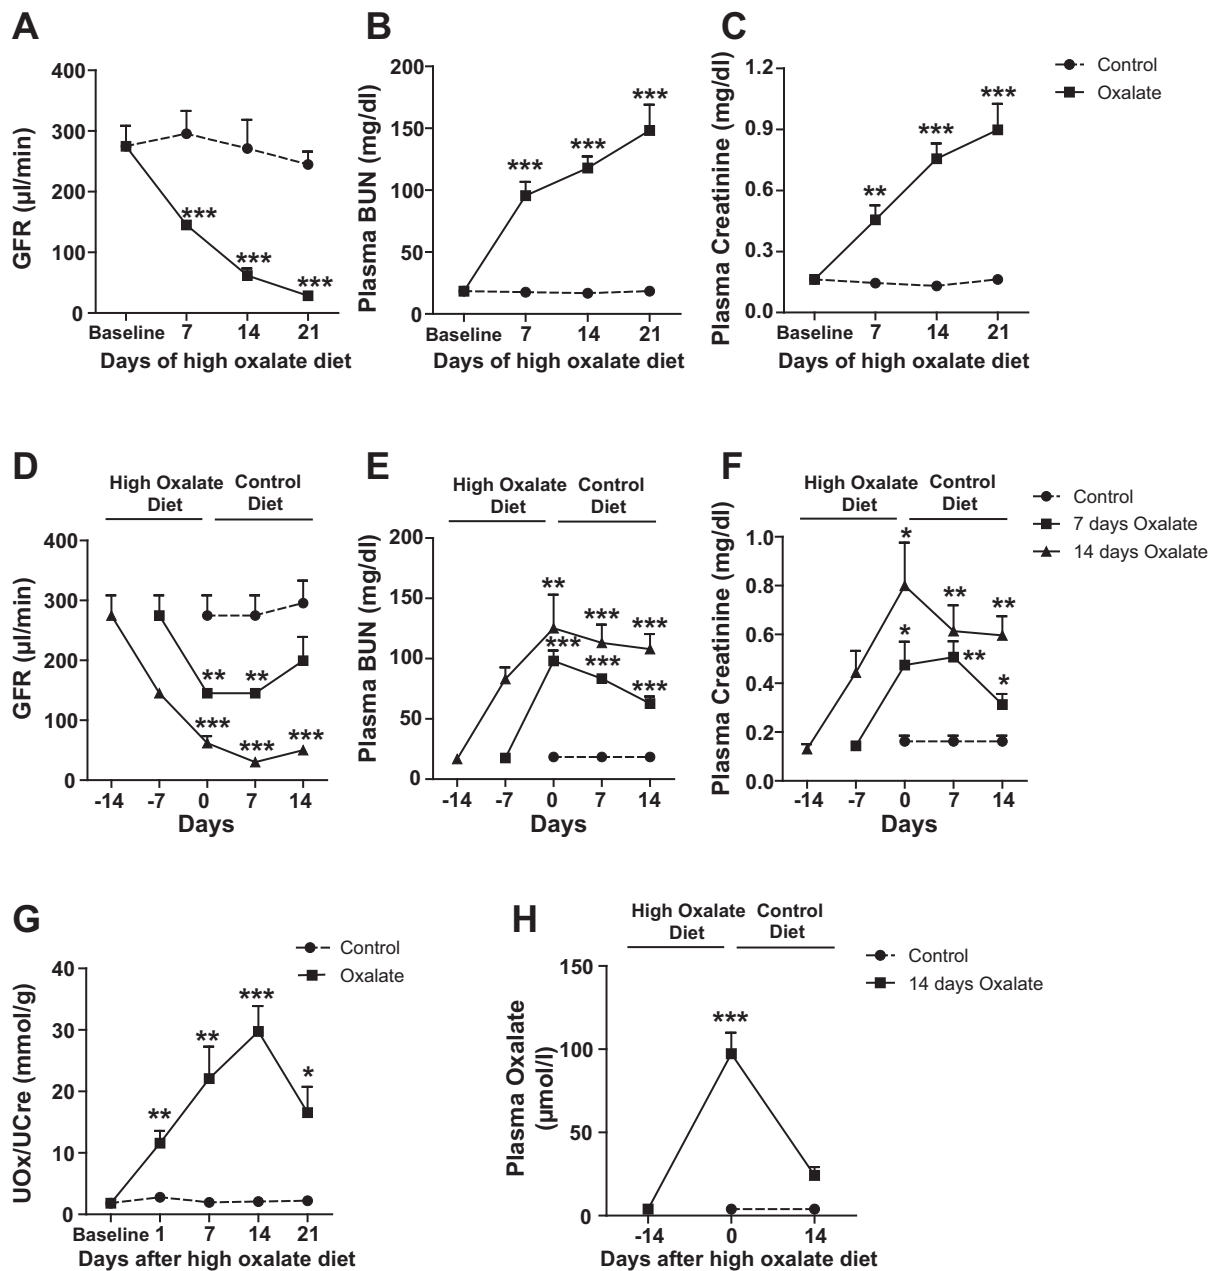 A
GFR (µl/min)
400
300
200
100
0
***
***
***
Baseline 7 14 21
Days of high oxalate diet
B
Plasma BUN (mg/dl)
200
150
100
50
0
***
***
***
Baseline 7 14 21
Days of high oxalate diet
C
Plasma Creatinine (mg/dl)
1.2
0.9
0.6
0.3
0.0
**
***
***
Baseline 7 14 21
Days of high oxalate diet
Control
Oxalate
D
High Oxalate
Diet
Control
Diet
GFR (µl/min)
400
300
200
100
0
** **
*** *** ***
-14 -7 0 7 14
Days
E
High Oxalate
Diet
Control
Diet
Plasma BUN (mg/dl)
200
150
100
50
0
** *** ***
*** *** ***
-14 -7 0 7 14
Days
F
High Oxalate
Diet
Control
Diet
Plasma Creatinine (mg/dl)
1.0
0.8
0.6
0.4
0.2
0.0
* ** **
* ** *
-14 -7 0 7 14
Days
Control
7 days Oxalate
14 days Oxalate
G
Control
Oxalate
UOx/UCre (mmol/g)
40
30
20
10
0
**
**
***
*
Baseline 1 7 14 21
Days after high oxalate diet
H
High Oxalate
Diet
Control
Diet
Control
14 days Oxalate
Plasma Oxalate
(µmol/l)
150
100
50
0
***
-14 0 14
Days after high oxalate diet